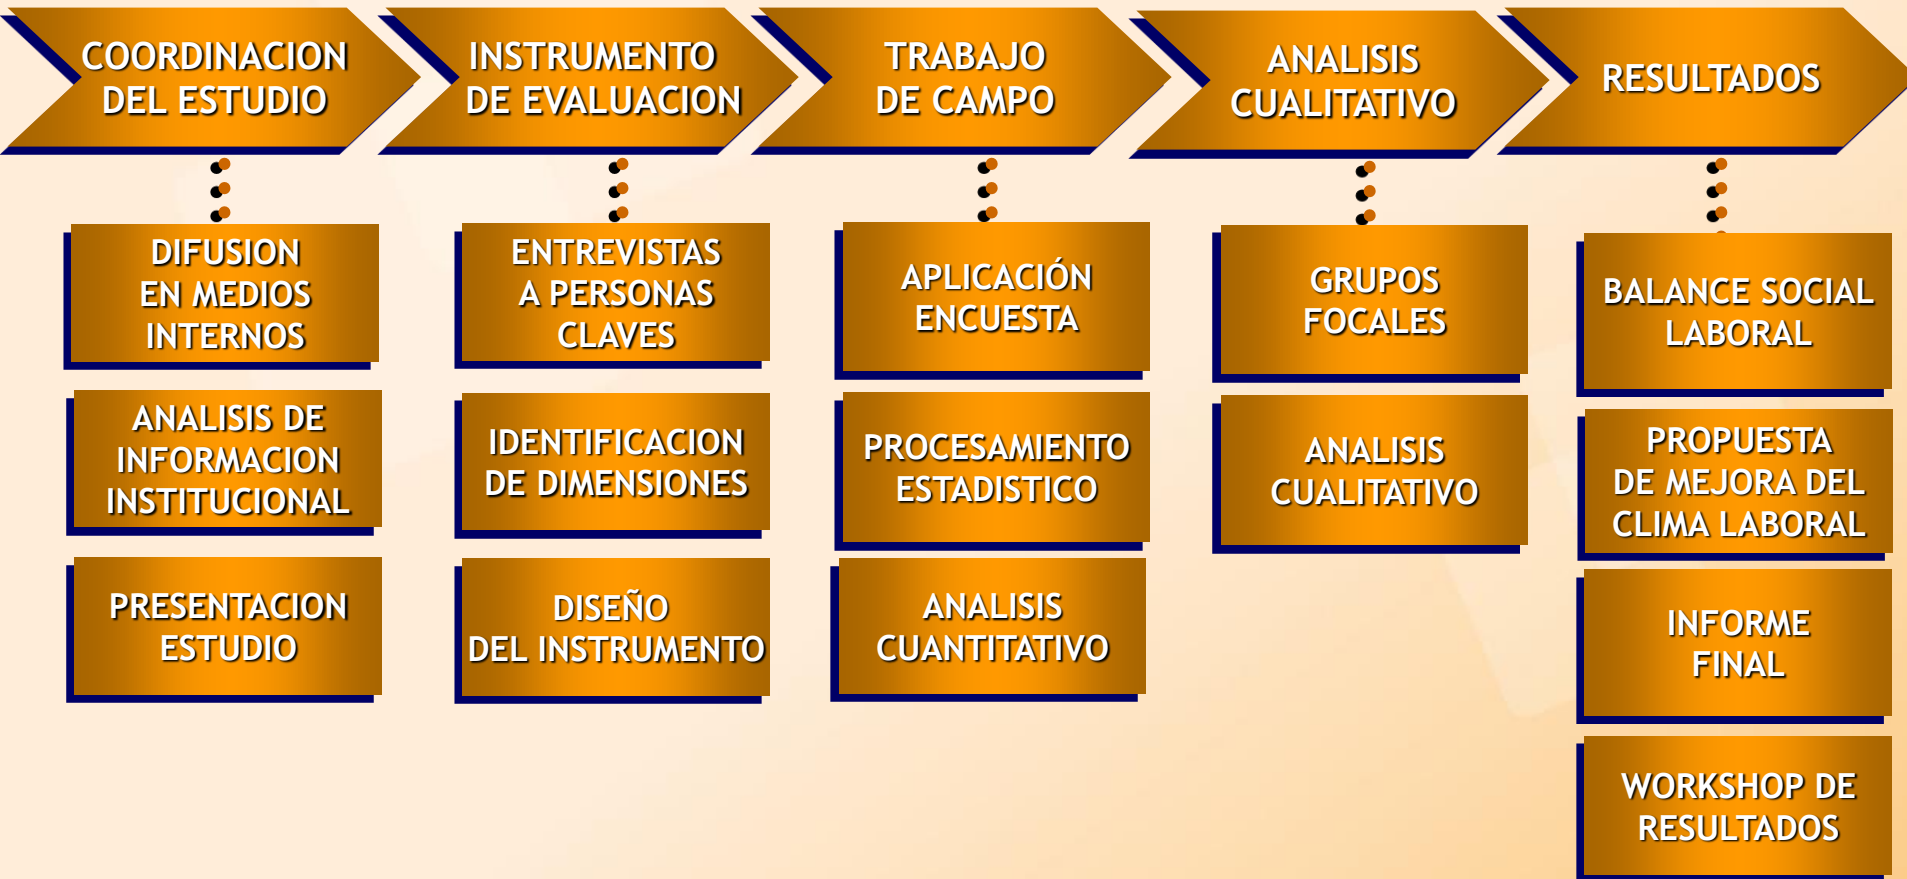 COORDINACION
DEL ESTUDIO
INSTRUMENTO
DE EVALUACION
TRABAJO
DE CAMPO
ANALISIS
CUALITATIVO
RESULTADOS
DIFUSION
EN MEDIOS
INTERNOS
ANALISIS DE
INFORMACION
INSTITUCIONAL
PRESENTACION
ESTUDIO
ENTREVISTAS
A PERSONAS
CLAVES
IDENTIFICACION
DE DIMENSIONES
DISEÑO
DEL INSTRUMENTO
APLICACIÓN
ENCUESTA
PROCESAMIENTO
ESTADISTICO
ANALISIS
CUANTITATIVO
GRUPOS
FOCALES
ANALISIS
CUALITATIVO
BALANCE SOCIAL
LABORAL
PROPUESTA
DE MEJORA DEL
CLIMA LABORAL
INFORME
FINAL
WORKSHOP DE
RESULTADOS